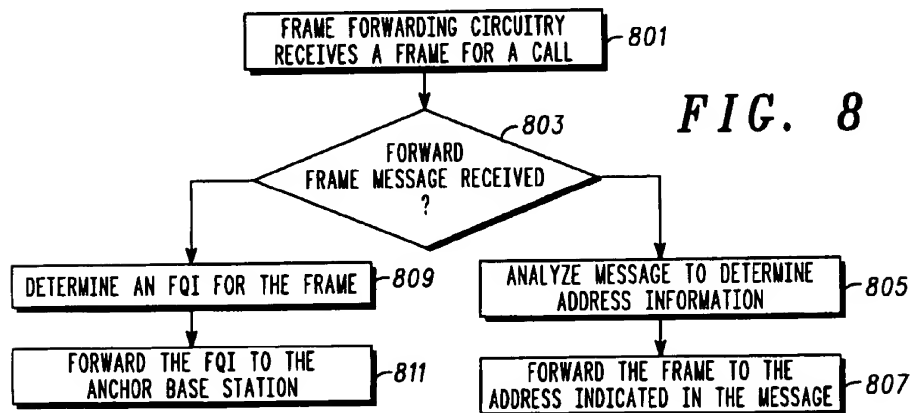 FRAME FORWARDING CIRCUITRY
RECEIVES A FRAME FOR A CALL
801
FIG. 8
803
FORWARD
FRAME MESSAGE RECEIVED
?
DETERMINE AN FQI FOR THE FRAME
809
ANALYZE MESSAGE TO DETERMINE
ADDRESS INFORMATION
805
FORWARD THE FQI TO THE
ANCHOR BASE STATION
811
FORWARD THE FRAME TO THE
ADDRESS INDICATED IN THE MESSAGE
807